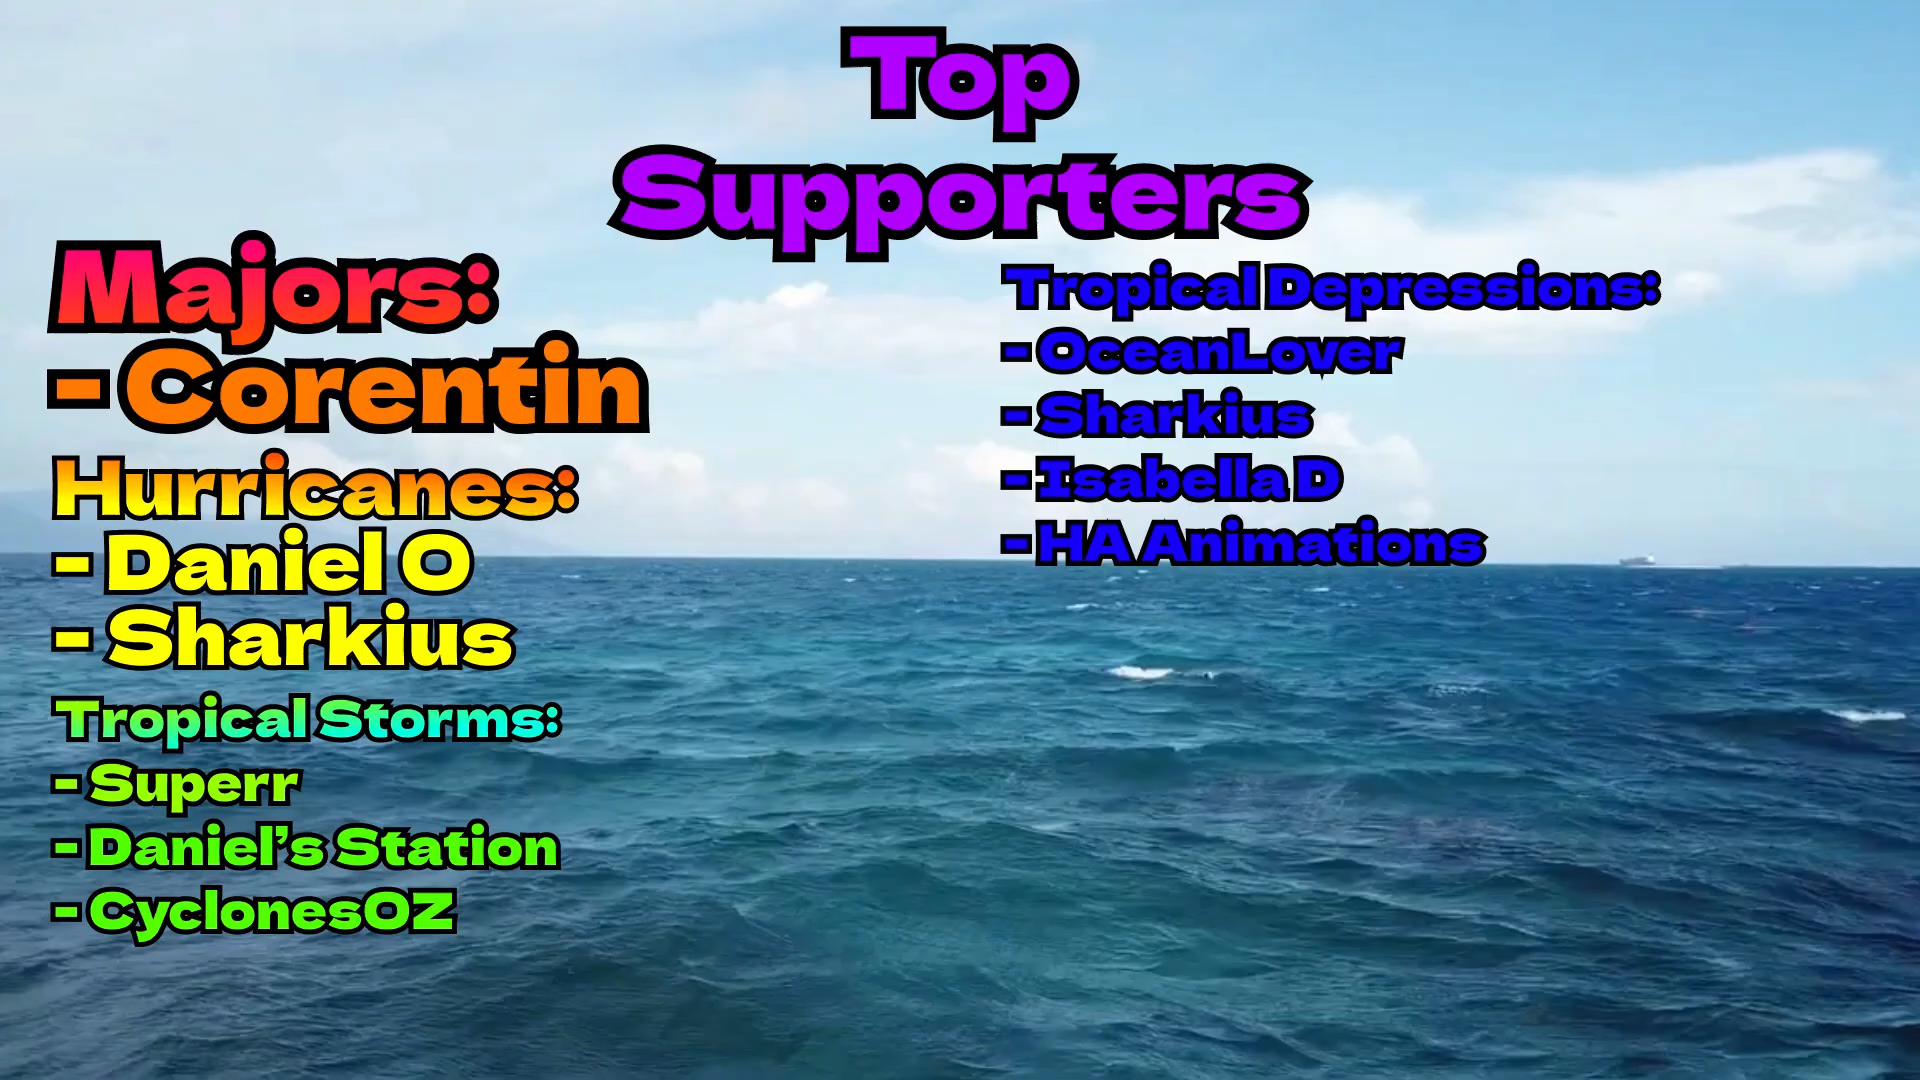 Top
Supporters
Majors:
- Corentin
Hurricanes:
- Daniel O
- Sharkius
Tropical Storms:
- Superr
- Daniel's Station
- CyclonesOZ
Tropical Depressions:
- OceanLover
- Sharkius
- Isabella D
- HA Animations